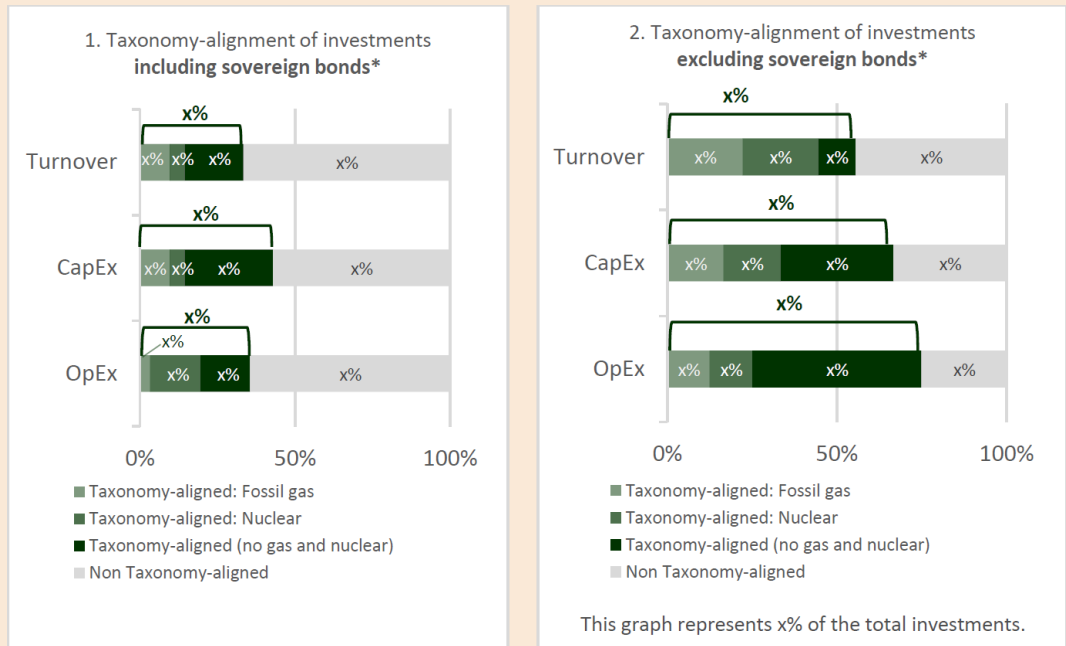 1. Taxonomy-alignment of investments
including sovereign bonds*
x%
Turnover
x% x% x% x%
x%
CapEx
x% x% x% x%
x%
x%
OpEx
x% x% x%
0% 50% 100%
Taxonomy-aligned: Fossil gas
Taxonomy-aligned: Nuclear
Taxonomy-aligned (no gas and nuclear)
Non Taxonomy-aligned
2. Taxonomy-alignment of investments
excluding sovereign bonds*
x%
Turnover
x% x% x% x%
x%
CapEx
x% x% x% x%
x%
OpEx
x% x% x% x%
0% 50% 100%
Taxonomy-aligned: Fossil gas
Taxonomy-aligned: Nuclear
Taxonomy-aligned (no gas and nuclear)
Non Taxonomy-aligned
This graph represents x% of the total investments.